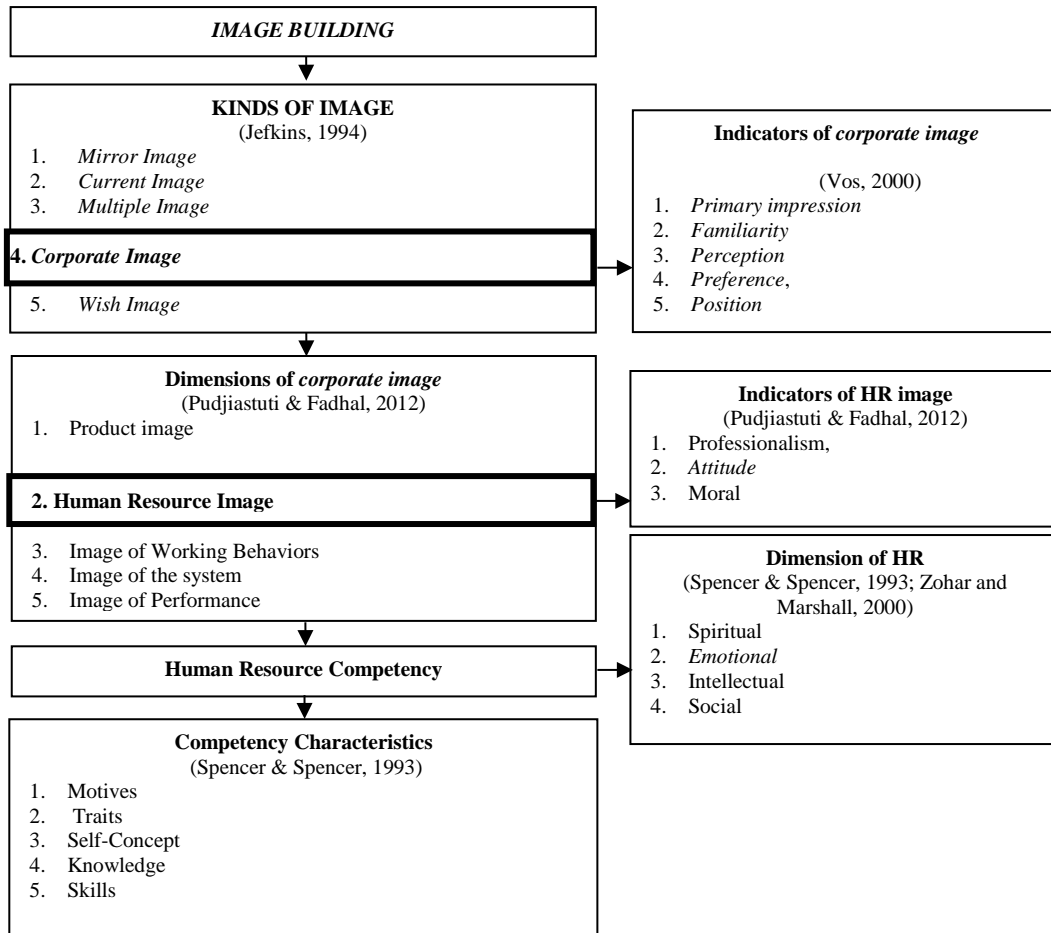 IMAGE BUILDING
KINDS OF IMAGE
(Jefkins, 1994)
1. Mirror Image
2. Current Image
3. Multiple Image
4. Corporate Image
5. Wish Image
Indicators of corporate image
(Vos, 2000)
1. Primary impression
2. Familiarity
3. Perception
4. Preference,
5. Position
Dimensions of corporate image
(Pudjiastuti & Fadhal, 2012)
1. Product image
2. Human Resource Image
3. Image of Working Behaviors
4. Image of the system
5. Image of Performance
Indicators of HR image
(Pudjiastuti & Fadhal, 2012)
1. Professionalism,
2. Attitude
3. Moral
Human Resource Competency
Dimension of HR
(Spencer & Spencer, 1993; Zohar and
Marshall, 2000)
1. Spiritual
2. Emotional
3. Intellectual
4. Social
Competency Characteristics
(Spencer & Spencer, 1993)
1. Motives
2. Traits
3. Self-Concept
4. Knowledge
5. Skills